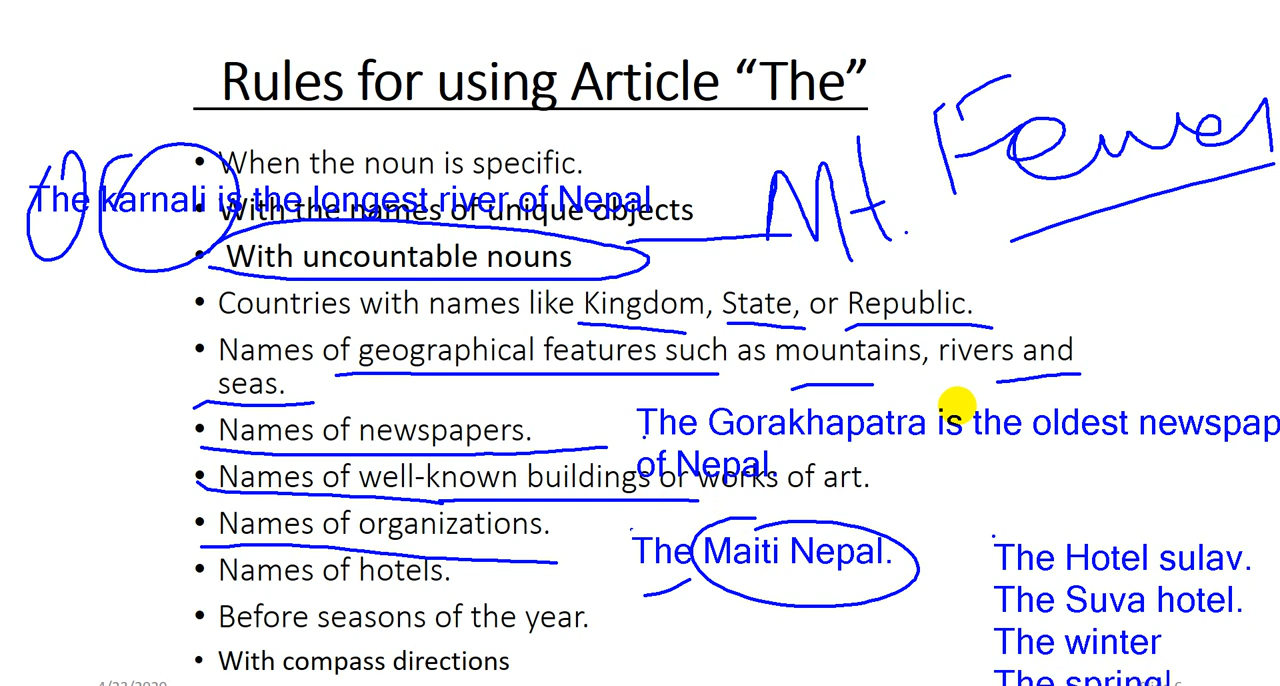 Rules for using Article “The”
• When the noun is specific.
The karnali is the longest river of Nepal
• With the names of unique objects
Mt.
• With uncountable nouns
• Countries with names like Kingdom, State, or Republic.
• Names of geographical features such as mountains, rivers and
seas.
The Gorakhapatra is the oldest newspap
of Nepal.
• Names of newspapers.
• Names of well-known buildings or works of art.
• Names of organizations.
The Maiti Nepal.
• Names of hotels.
The Hotel sulav.
The Suva hotel.
• Before seasons of the year.
The winter
• With compass directions
The spring